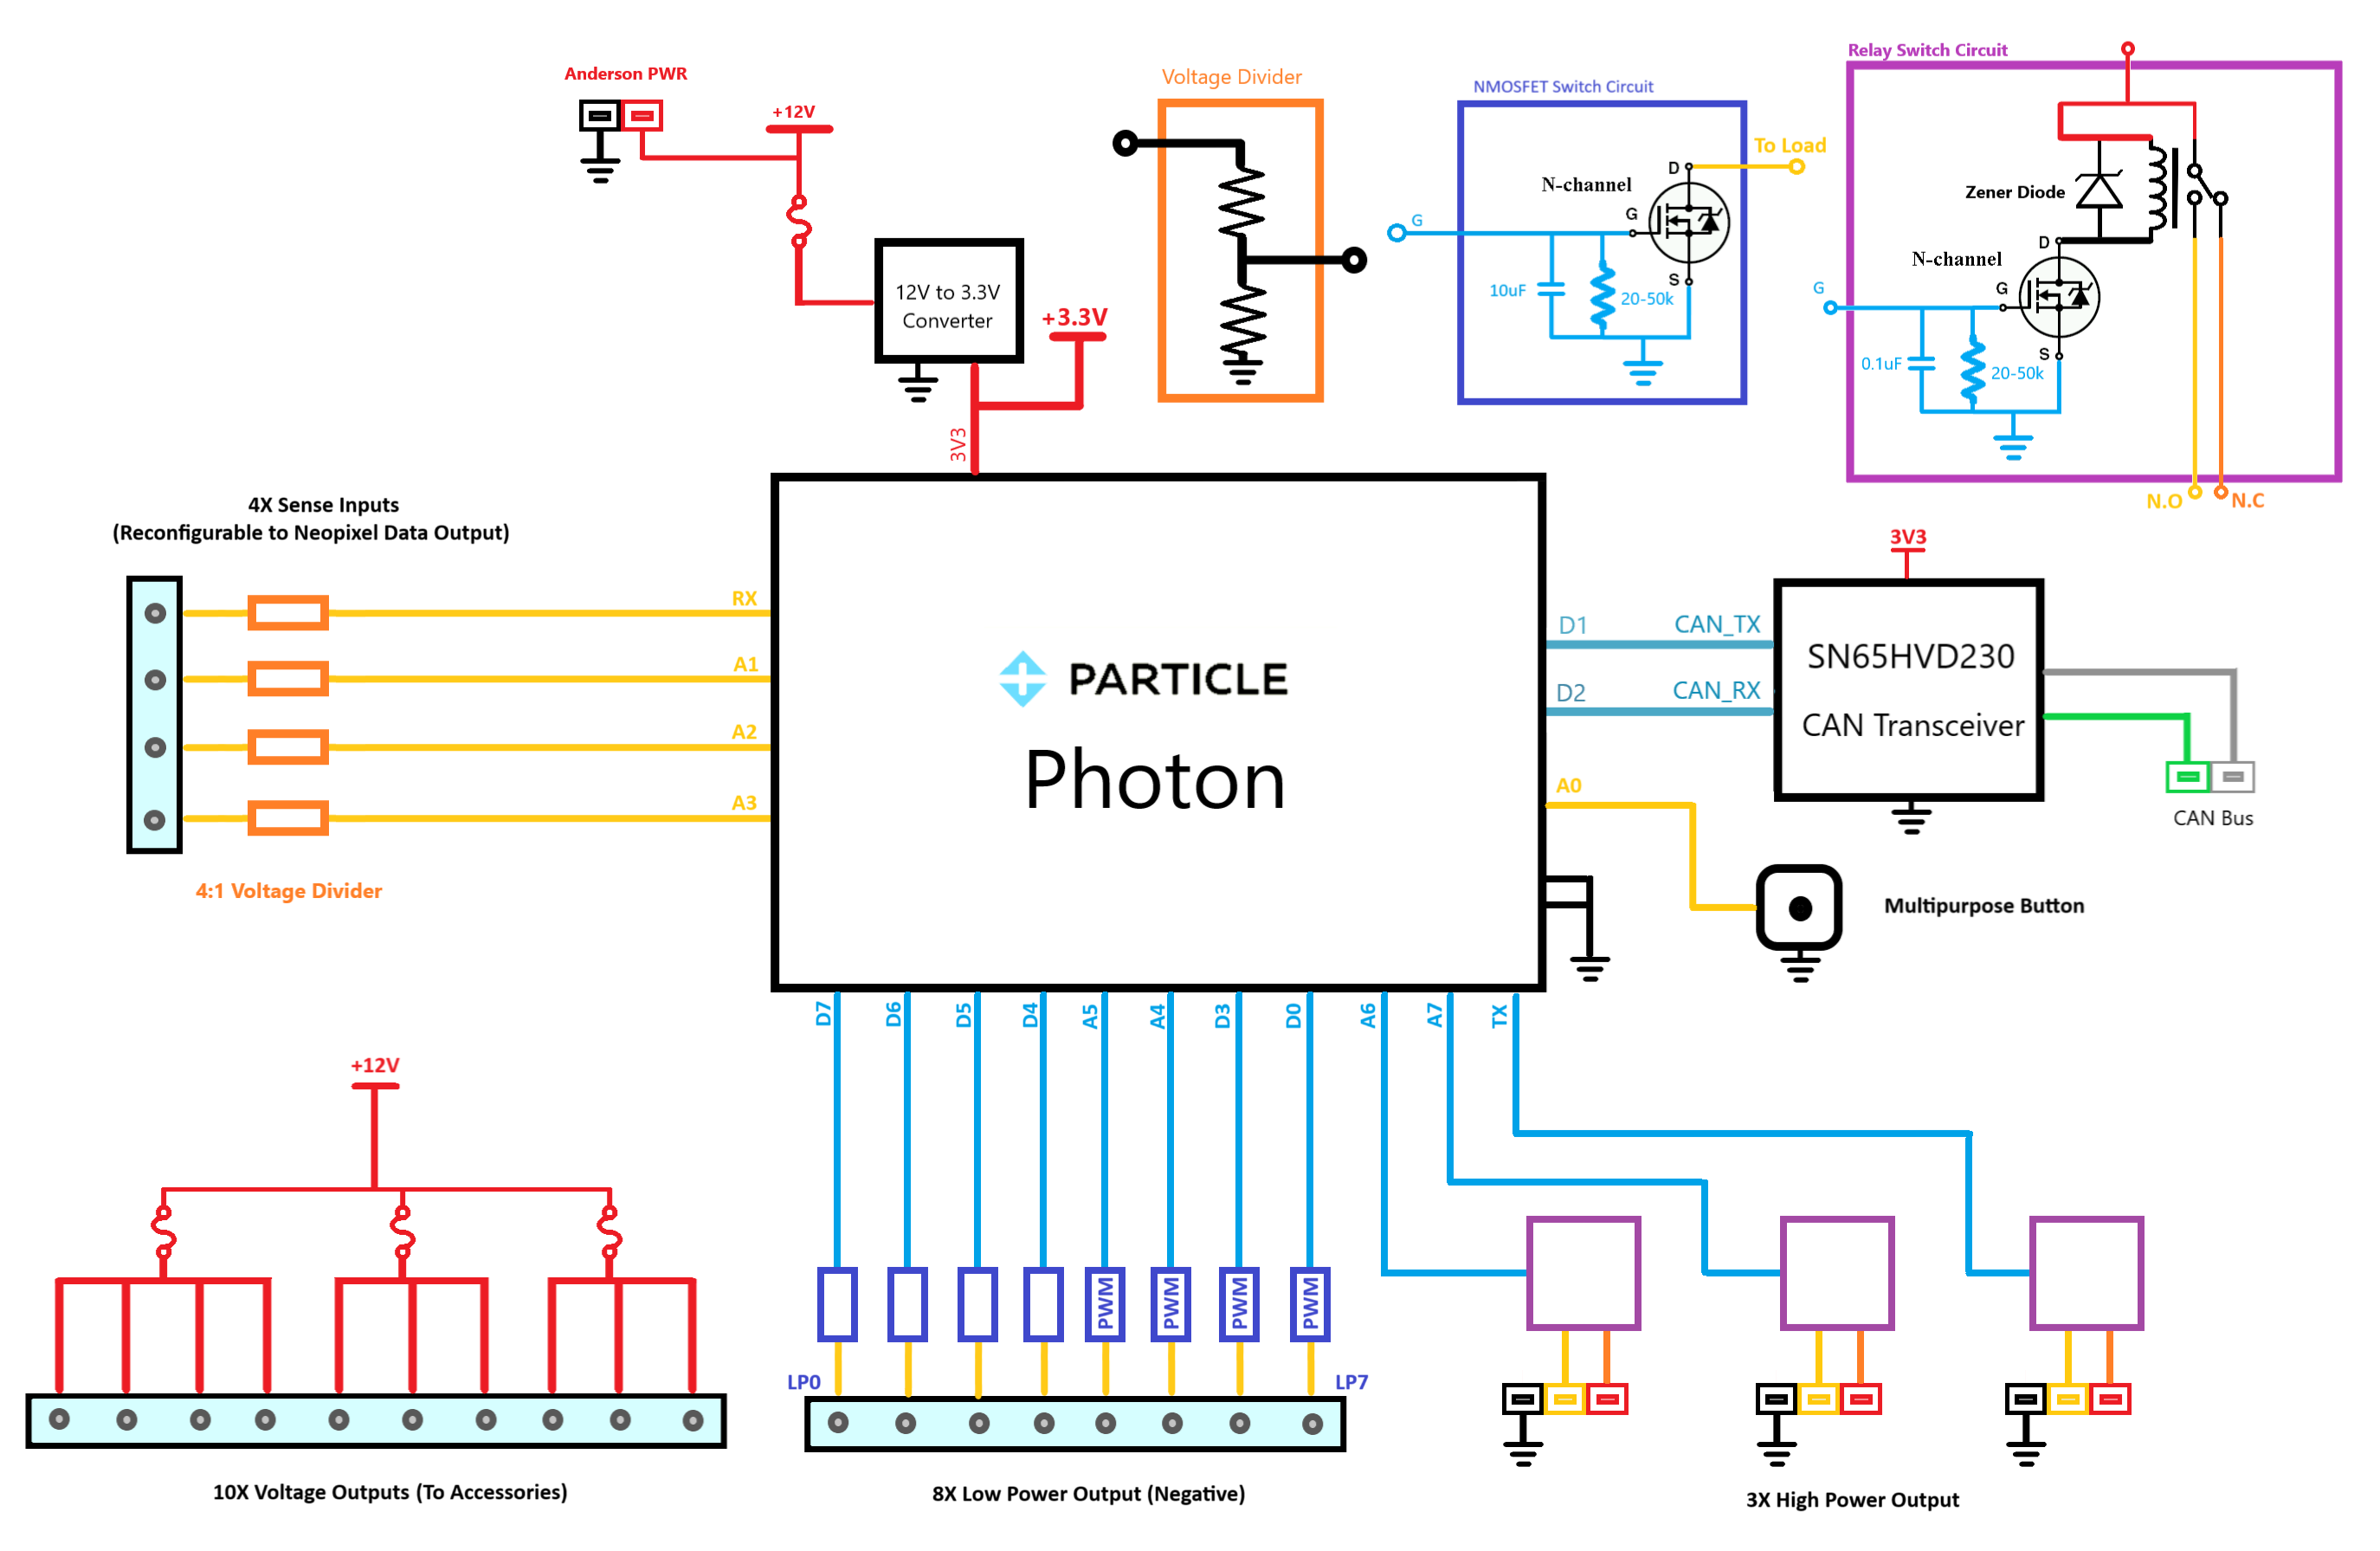 Anderson PWR
+12V
12V to 3.3V
Converter
+3.3V
3V3
Voltage Divider
NMOSFET Switch Circuit
To Load
N-channel
D
G
S
G
10uF
20-50k
Relay Switch Circuit
Zener Diode
N-channel
D
G
S
G
0.1uF
20-50k
N.O
N.C
4X Sense Inputs
(Reconfigurable to Neopixel Data Output)
RX
A1
A2
A3
4:1 Voltage Divider
PARTICLE
Photon
D1
CAN_TX
D2
CAN_RX
3V3
SN65HVD230
CAN Transceiver
CAN Bus
A0
Multipurpose Button
D7
D6
D5
D4
A5
A4
D3
D0
A6
A7
TX
+12V
10X Voltage Outputs (To Accessories)
PWM
PWM
PWM
PWM
LP0
LP7
8X Low Power Output (Negative)
3X High Power Output